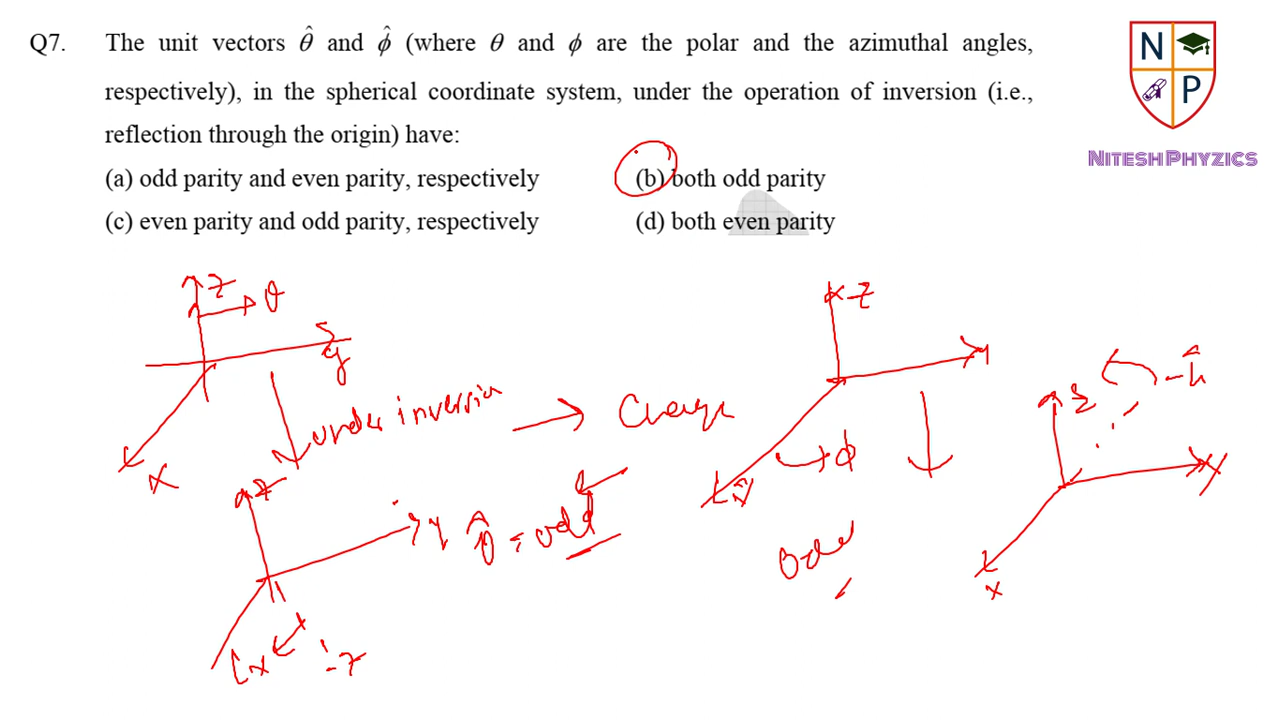 Q7. The unit vectors θ̂ and ϕ̂ (where θ and ϕ are the polar and the azimuthal angles,
respectively), in the spherical coordinate system, under the operation of inversion (i.e.,
reflection through the origin) have:
(a) odd parity and even parity, respectively (b) both odd parity
(c) even parity and odd parity, respectively (d) both even parity
N P
NITESH PHYZICS
z
θ
y
x
under inversion → Change
z
y
x
θ̂ = odd
-z
z
y
x
ϕ
odd
z
y
x